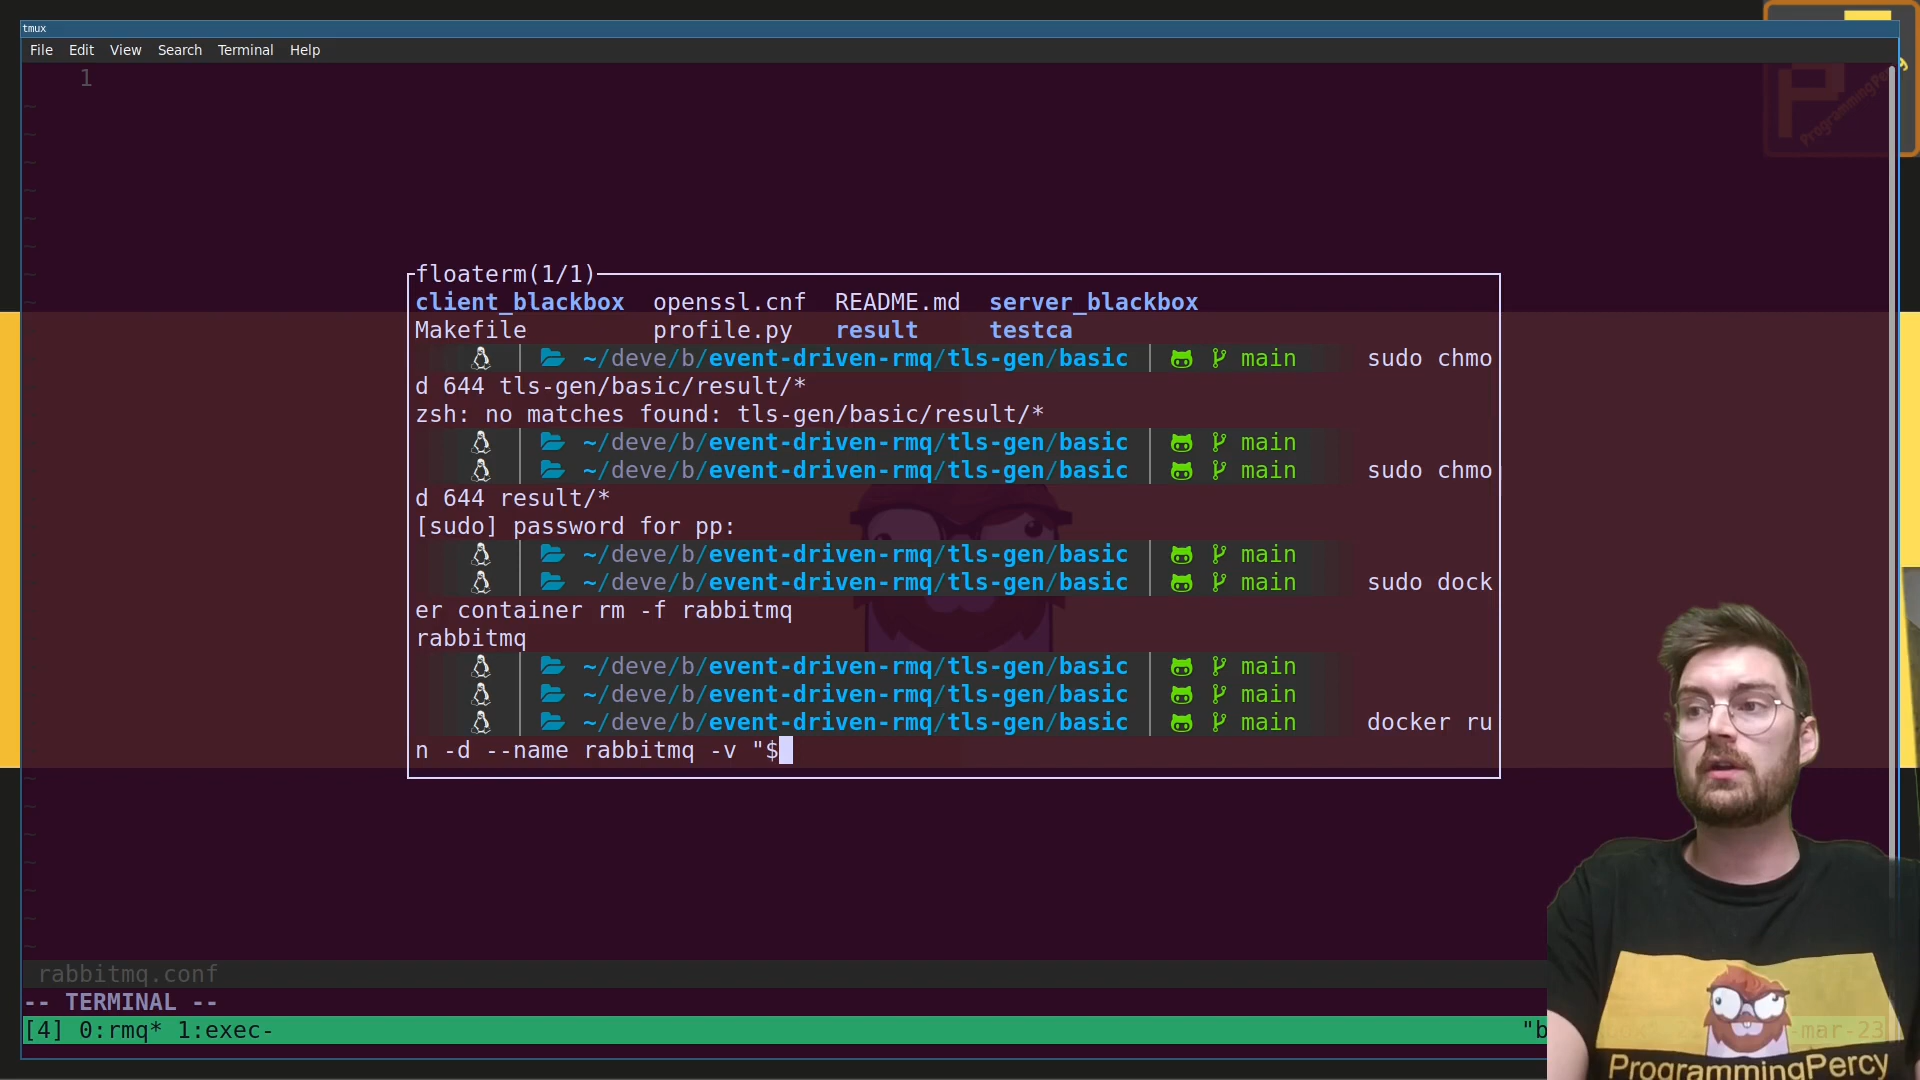 tmux
File Edit View Search Terminal Help
1
ProgrammingPercy
floaterm(1/1)
client_blackbox openssl.cnf README.md server_blackbox
Makefile profile.py result testca
~/deve/b/event-driven-rmq/tls-gen/basic main sudo chmo
d 644 tls-gen/basic/result/*
zsh: no matches found: tls-gen/basic/result/*
~/deve/b/event-driven-rmq/tls-gen/basic main
~/deve/b/event-driven-rmq/tls-gen/basic main sudo chmo
d 644 result/*
[sudo] password for pp:
~/deve/b/event-driven-rmq/tls-gen/basic main
~/deve/b/event-driven-rmq/tls-gen/basic main sudo dock
er container rm -f rabbitmq
rabbitmq
~/deve/b/event-driven-rmq/tls-gen/basic main
~/deve/b/event-driven-rmq/tls-gen/basic main
~/deve/b/event-driven-rmq/tls-gen/basic main docker ru
n -d --name rabbitmq -v "$
rabbitmq.conf
-- TERMINAL --
[4] 0:rmq* 1:exec- "b -mar-23
ProgrammingPercy